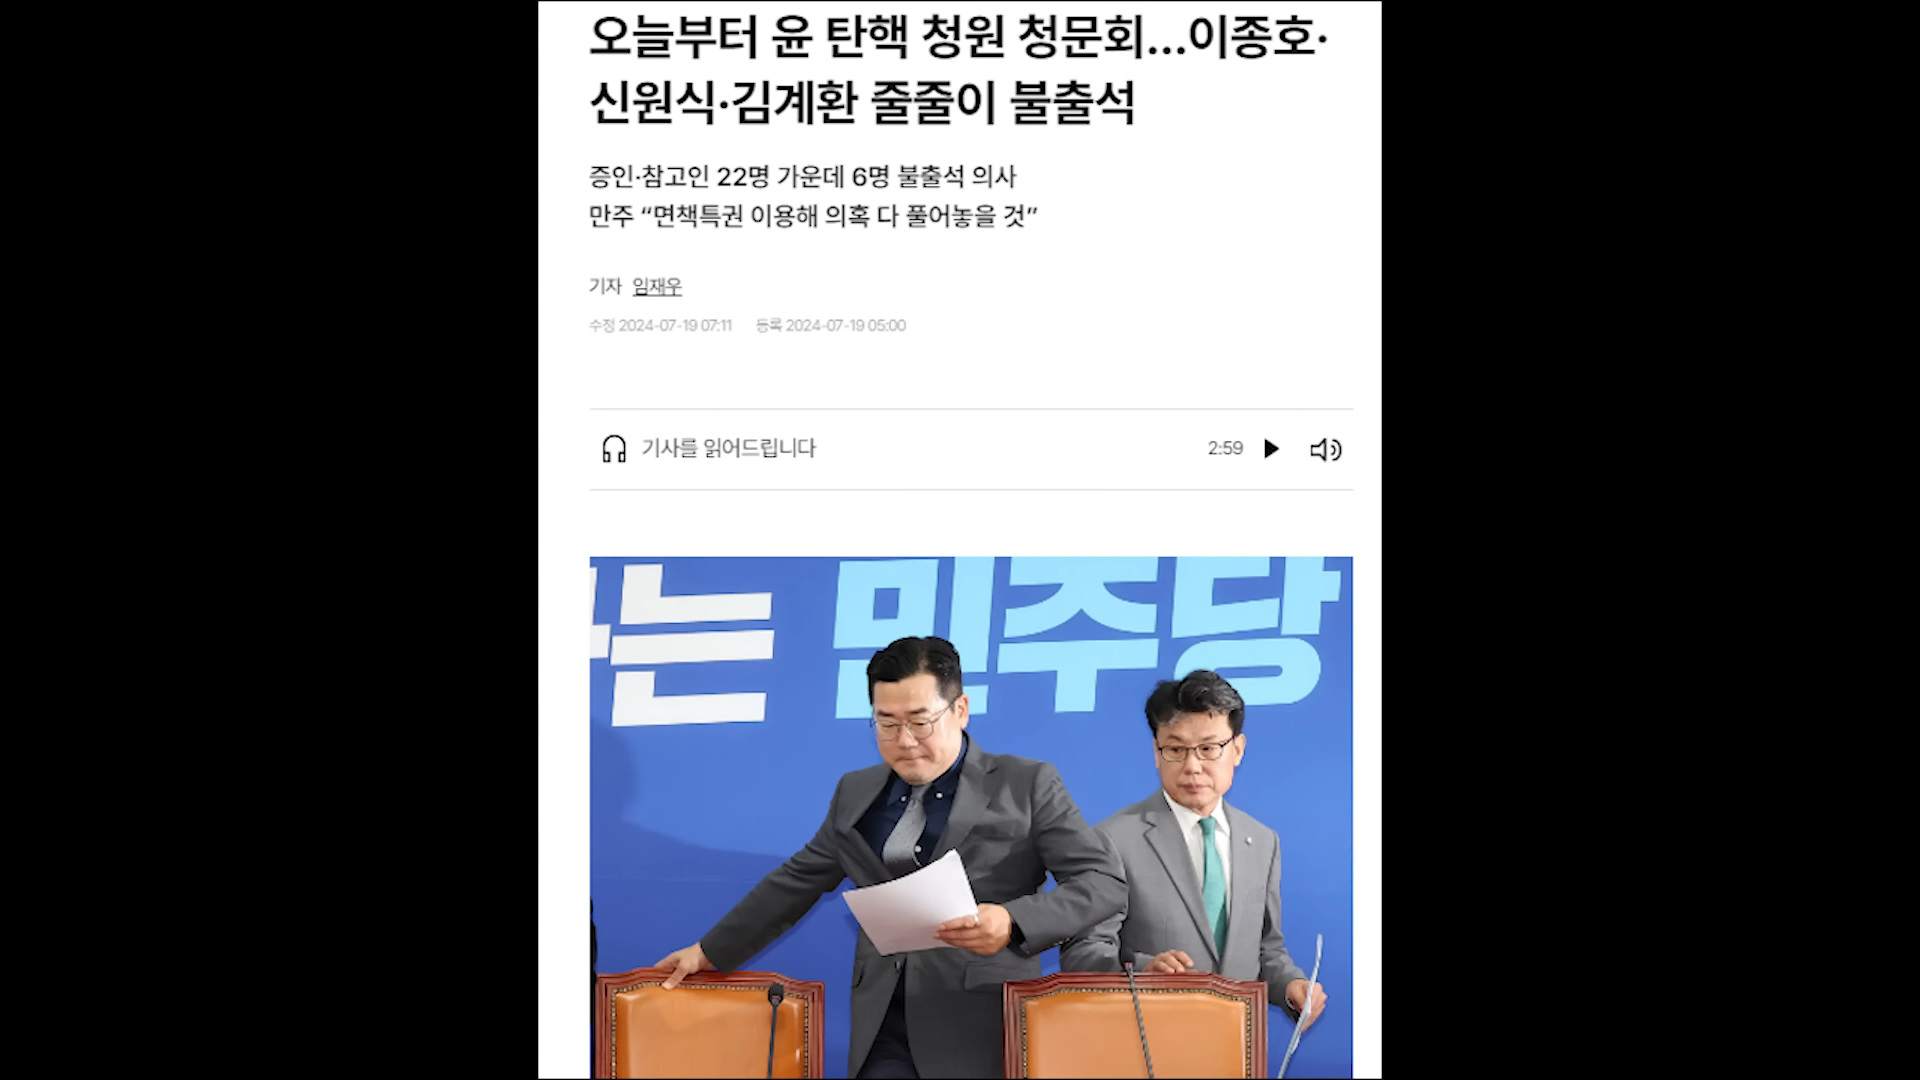 오늘부터 윤 탄핵 청원 청문회…이종호·
신원식·김계환 줄줄이 불출석
증인·참고인 22명 가운데 6명 불출석 의사
만주 “면책특권 이용해 의혹 다 풀어놓을 것”
기자 임재우
수정 2024-07-19 07:11 등록 2024-07-19 05:00
기사를 읽어드립니다 2:59
는 민주당